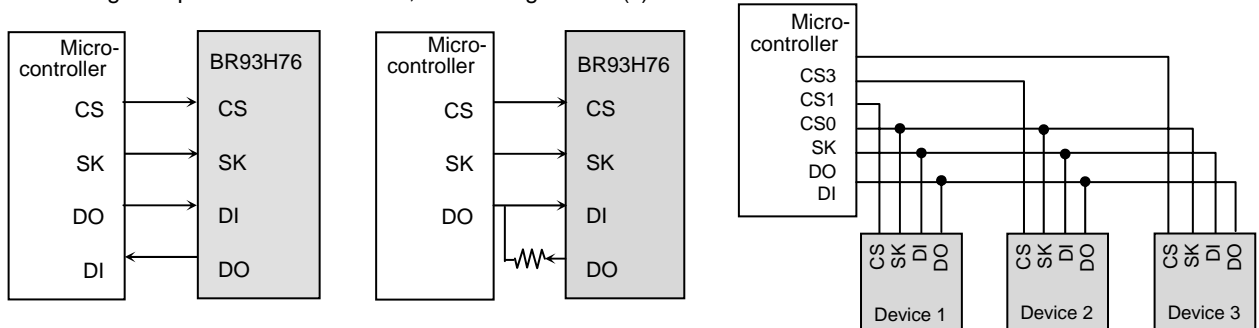 Micro-
controller
BR93H76
CS
CS
SK
SK
DO
DI
DI
DO
Micro-
controller
BR93H76
CS
CS
SK
SK
DO
DI
DO
Micro-
controller
CS3
CS1
CS0
SK
DO
DI
CS
SK
DI
DO
Device 1
CS
SK
DI
DO
Device 2
CS
SK
DI
DO
Device 3